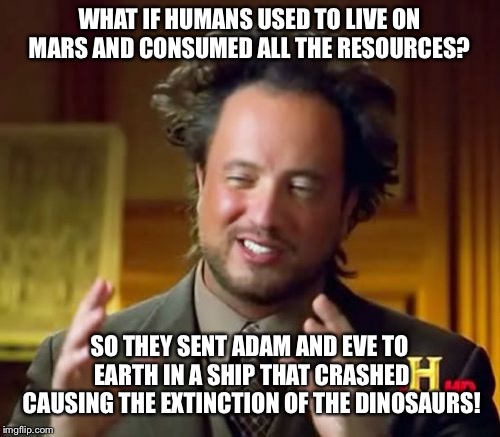 WHAT IF HUMANS USED TO LIVE ON
MARS AND CONSUMED ALL THE RESOURCES?
SO THEY SENT ADAM AND EVE TO
EARTH IN A SHIP THAT CRASHED
CAUSING THE EXTINCTION OF THE DINOSAURS!
H HD
imgflip.com